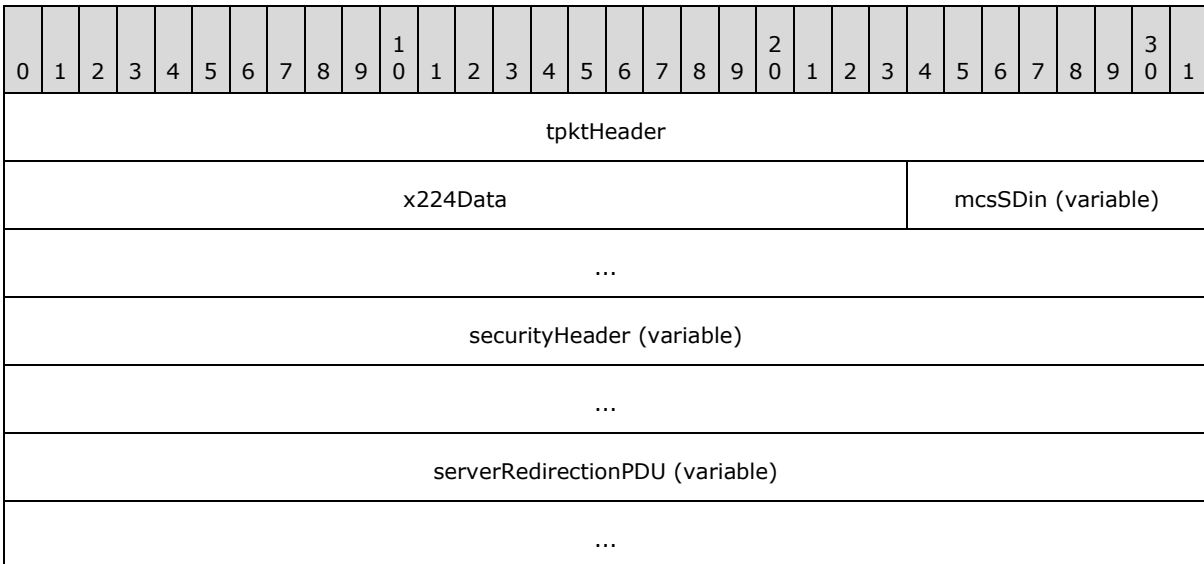 0 1 2 3 4 5 6 7 8 9 1 0 1 2 3 4 5 6 7 8 9 2 0 1 2 3 4 5 6 7 8 9 3 0 1
tpktHeader
x224Data mcsSDin (variable)
...
securityHeader (variable)
...
serverRedirectionPDU (variable)
...